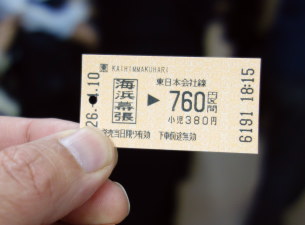 東 KAIHIMMAKUHARI
海浜幕張
東日本会社線
▶ 760円区間
小児380円
26.-4.10
発売当日限り有効 下車前途無効
6191 18:15